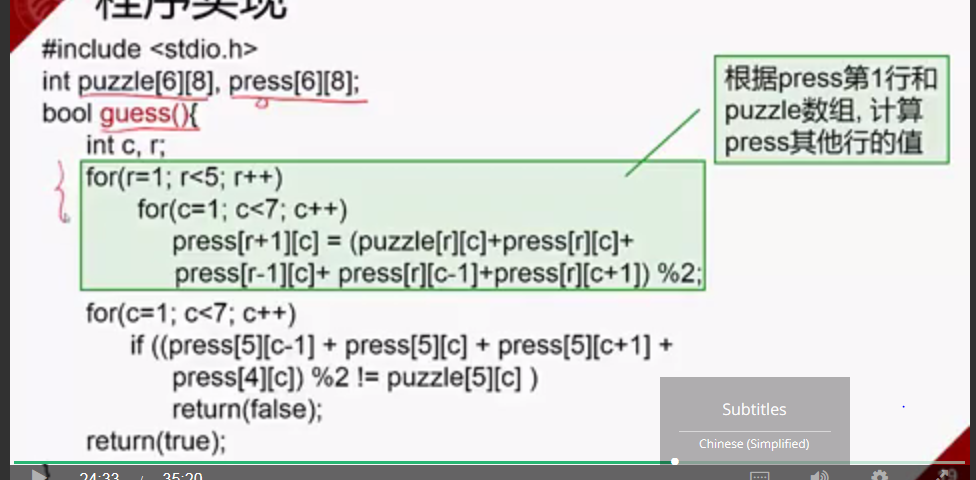 程序实现
#include <stdio.h>
int puzzle[6][8], press[6][8];
bool guess(){
int c, r;
for(r=1; r<5; r++)
for(c=1; c<7; c++)
press[r+1][c] = (puzzle[r][c]+press[r][c]+
press[r-1][c]+ press[r][c-1]+press[r][c+1]) %2;
for(c=1; c<7; c++)
if ((press[5][c-1] + press[5][c] + press[5][c+1] +
press[4][c]) %2 != puzzle[5][c] )
return(false);
return(true);
}
根据press第1行和
puzzle数组, 计算
press其他行的值
Subtitles
Chinese (Simplified)
24:33 / 35:20